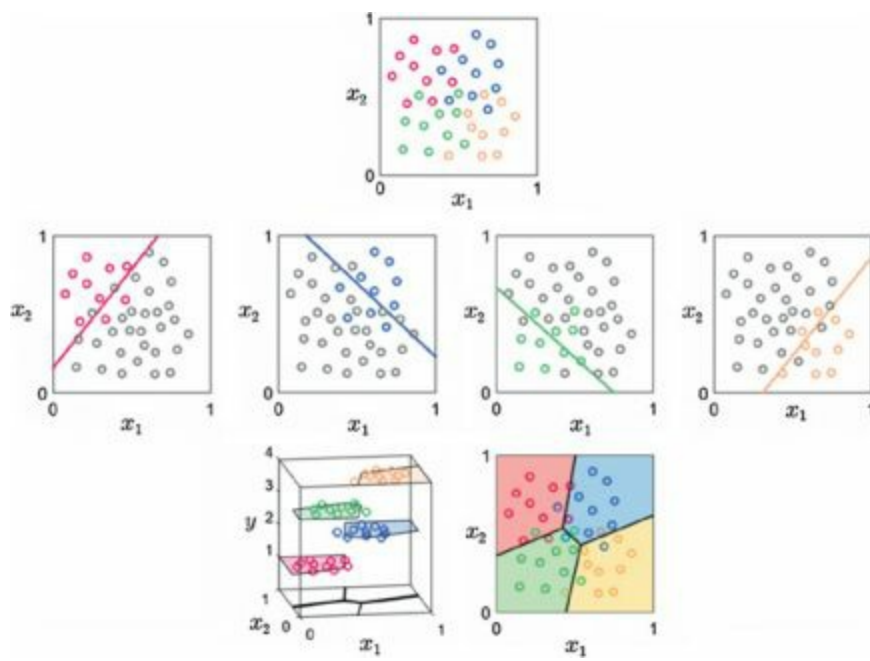 1
x₂
0
0 1
x₁
1 1 1 1
x₂ x₂ x₂ x₂
0 0 0 0
0 1 0 1 0 1 0 1
x₁ x₁ x₁ x₁
4 1
3
y 2 x₂
1
1
x₂ 0 0 1 0
0 1
x₁ x₁